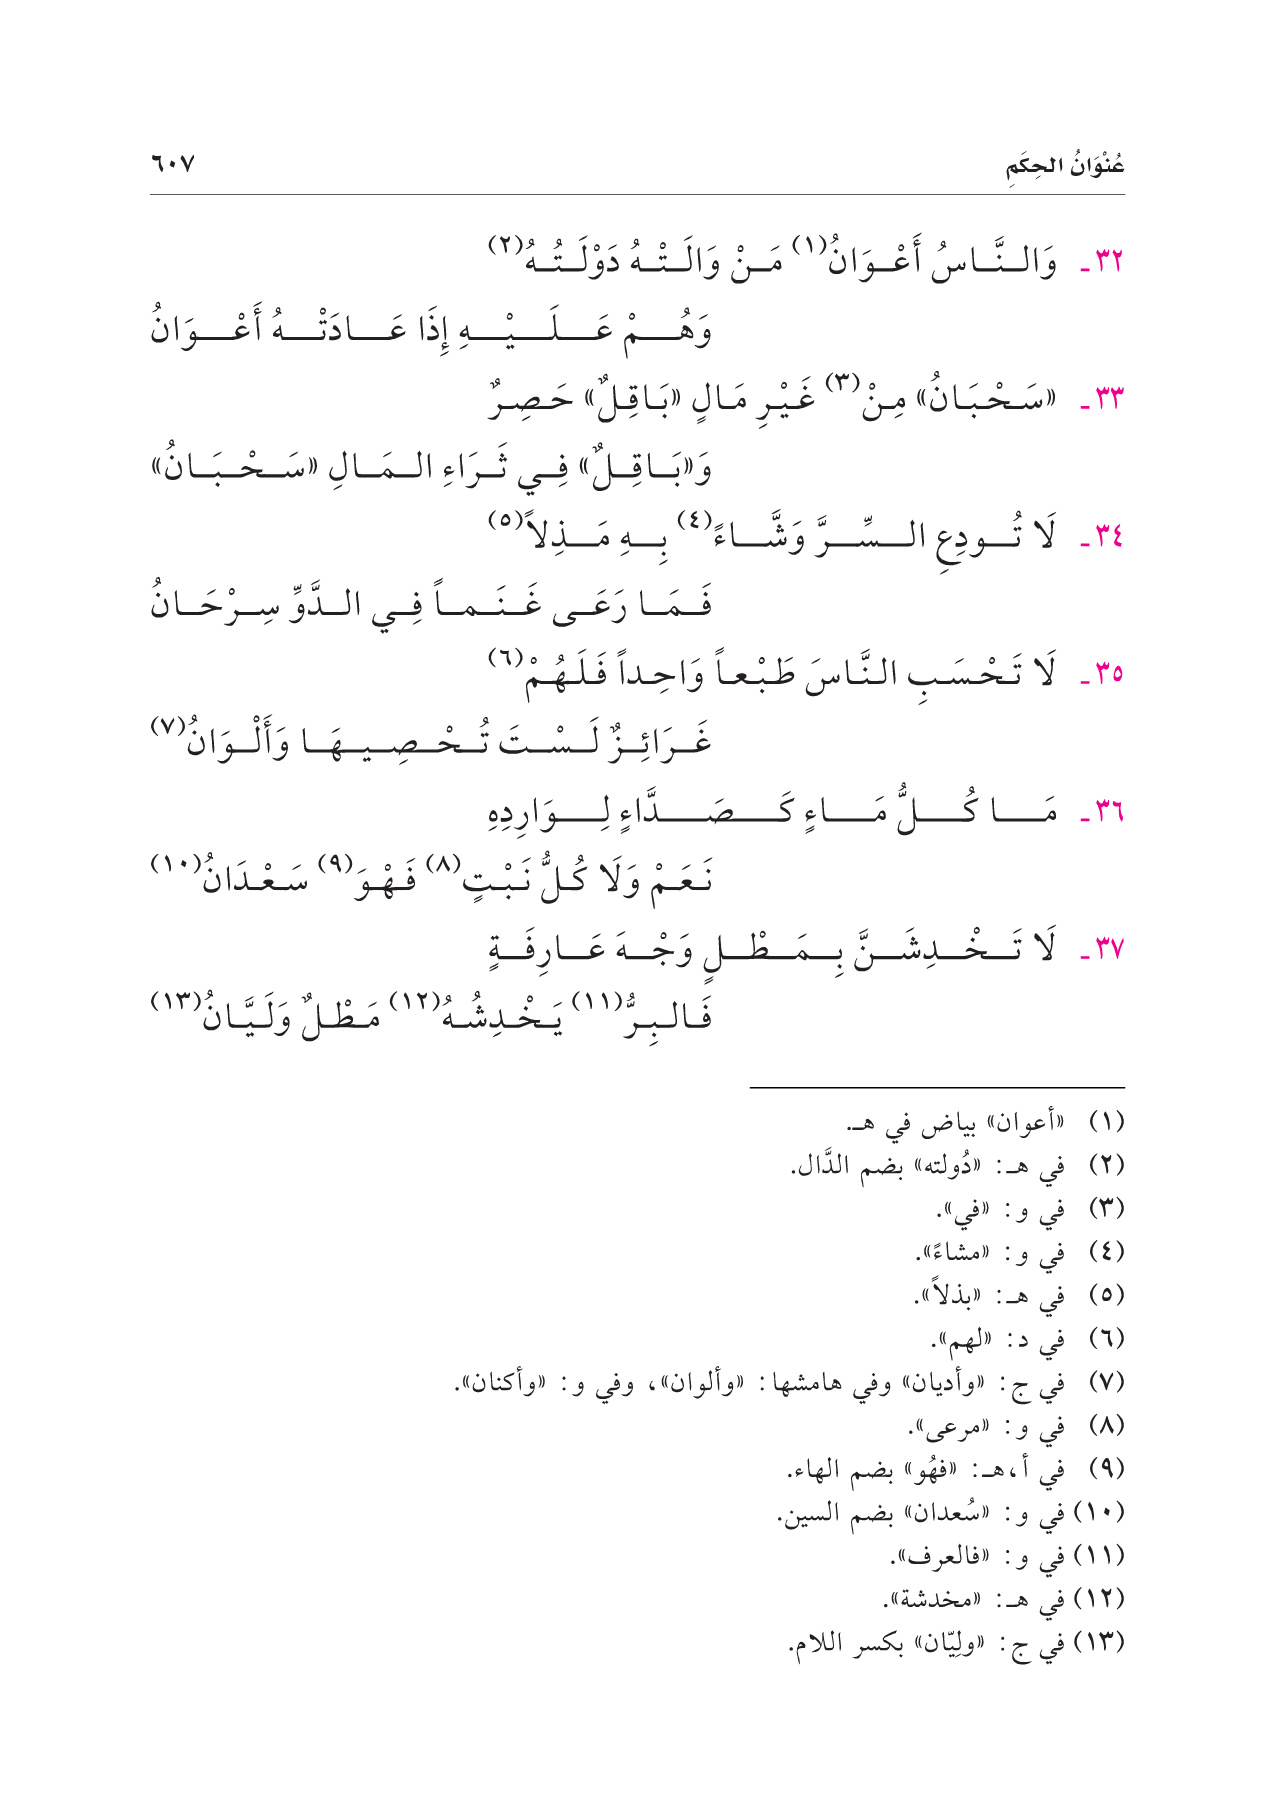 عُنْوَانُ الحِكَمِ ٦٠٧
٣٢ـ وَالنَّاسُ أَعْوَانُ(١) مَنْ وَالَتْهُ دَوْلَتُهُ(٢)
وَهُمْ عَلَيْهِ إِذَا عَادَتْهُ أَعْوَانُ
٣٣ـ «سَحْبَانُ» مِنْ(٣) غَيْرِ مَالٍ «بَاقِلٌ» حَصِرٌ
وَ«بَاقِلٌ» فِي ثَرَاءِ المَالِ «سَحْبَانُ»
٣٤ـ لَا تُودِعِ السِّرَّ وَشَّاءً(٤) بِهِ مَذِلاً(٥)
فَمَا رَعَى غَنَماً فِي الدَّوِّ سِرْحَانُ
٣٥ـ لَا تَحْسَبِ النَّاسَ طَبْعاً وَاحِداً فَلَهُمْ(٦)
غَرَائِزٌ لَسْتَ تُحْصِيهَا وَأَلْوَانُ(٧)
٣٦ـ مَا كُلُّ مَاءٍ كَصَدَّاءٍ لِوَارِدِهِ
نَعَمْ وَلَا كُلُّ نَبْتٍ(٨) فَهْوَ(٩) سَعْدَانُ(١٠)
٣٧ـ لَا تَخْدِشَنَّ بِمَطْلٍ وَجْهَ عَارِفَةٍ
فَالبِرُّ(١١) يَخْدِشُهُ(١٢) مَطْلٌ وَلَيَّانُ(١٣)
(١) «أعوان» بياض في هـ.
(٢) في هـ: «دُولته» بضم الدَّال.
(٣) في و: «في».
(٤) في و: «مشاءً».
(٥) في هـ: «بذلاً».
(٦) في د: «لهم».
(٧) في ج: «وأديان» وفي هامشها: «وألوان»، وفي و: «وأكنان».
(٨) في و: «مرعى».
(٩) في أ،هـ: «فهُو» بضم الهاء.
(١٠) في و: «سُعدان» بضم السين.
(١١) في و: «فالعرف».
(١٢) في هـ: «مخدشة».
(١٣) في ج: «ولِيّان» بكسر اللام.